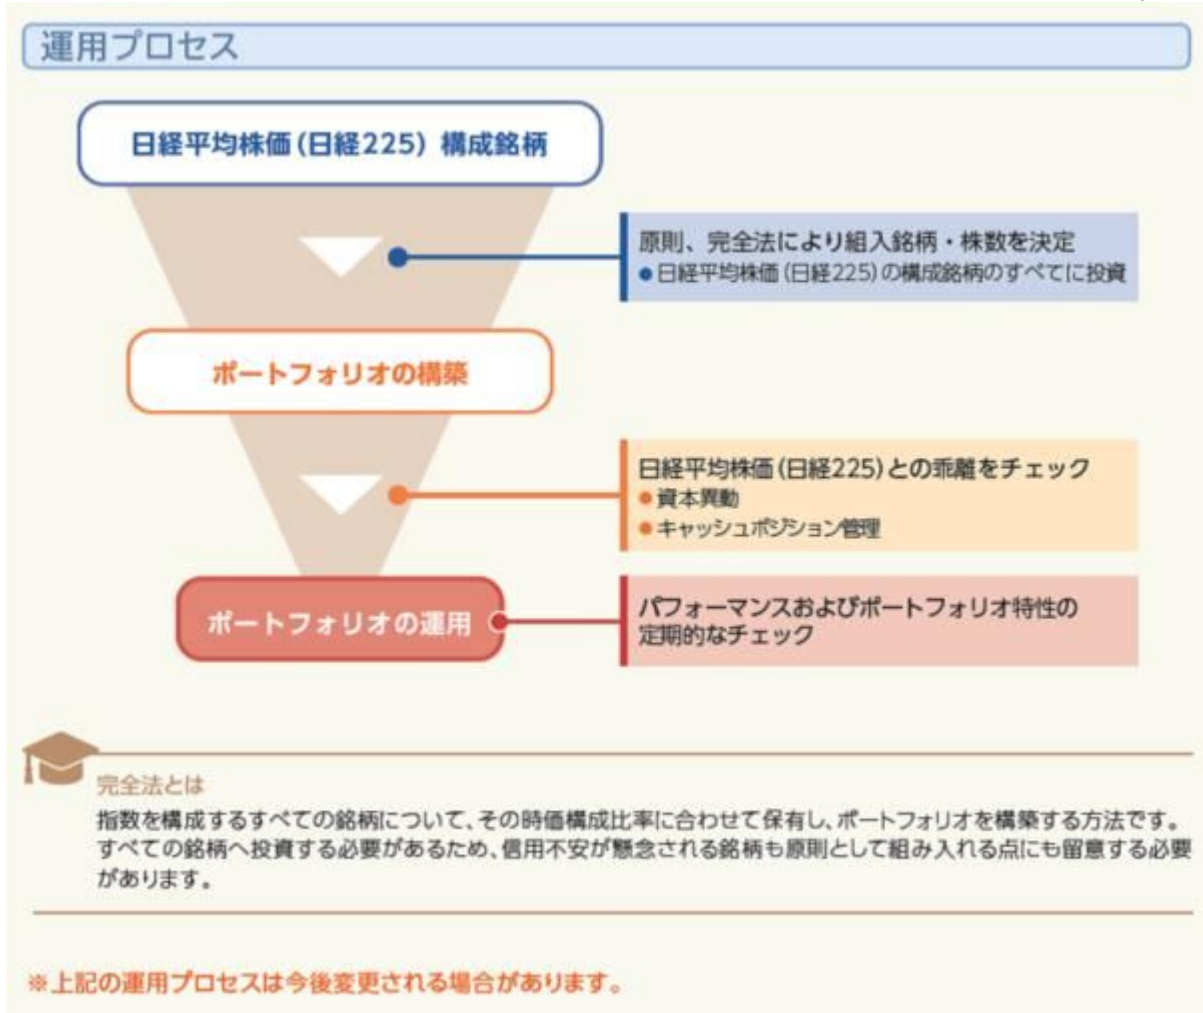 運用プロセス
日経平均株価(日経225) 構成銘柄
原則、完全法により組入銘柄・株数を決定
●日経平均株価(日経225)の構成銘柄のすべてに投資
ポートフォリオの構築
日経平均株価(日経225)との乖離をチェック
●資本異動
●キャッシュポジション管理
ポートフォリオの運用
パフォーマンスおよびポートフォリオ特性の
定期的なチェック
完全法とは
指数を構成するすべての銘柄について、その時価構成比率に合わせて保有し、ポートフォリオを構築する方法です。
すべての銘柄へ投資する必要があるため、信用不安が懸念される銘柄も原則として組み入れる点にも留意する必要
があります。
※上記の運用プロセスは今後変更される場合があります。